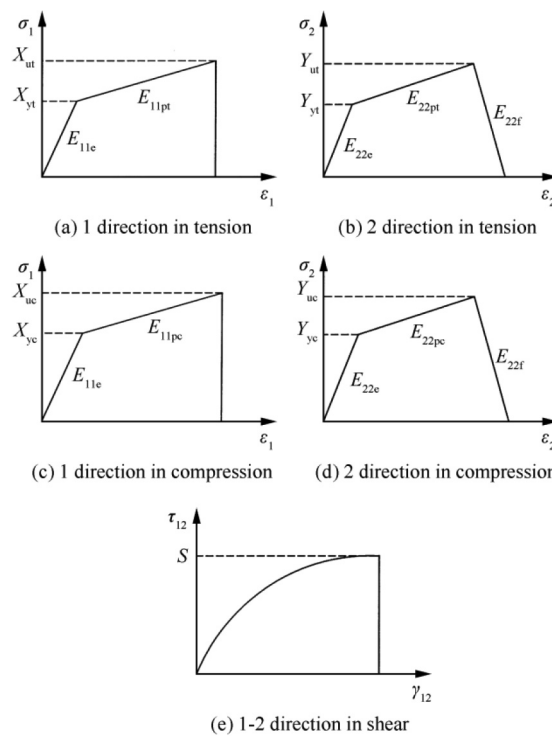 σ1 σ2
Xut Yut
Xyt Yyt
E11pt E22pt
E22f
E11e E22e
ε1 ε2
(a) 1 direction in tension (b) 2 direction in tension
σ1 σ2
Xuc Yuc
Xyc Yyc
E11pc E22pc
E22f
E11e E22e
ε1 ε2
(c) 1 direction in compression (d) 2 direction in compression
τ12
S
γ12
(e) 1-2 direction in shear